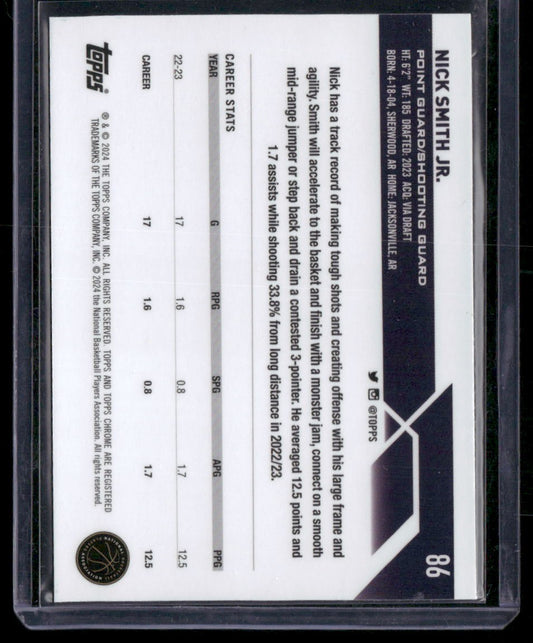 86
NICK SMITH JR.
POINT GUARD/SHOOTING GUARD
HT: 6'2" WT: 185 DRAFTED: 2023 ACQ: VIA DRAFT
BORN: 4-18-04, SHERWOOD, AR HOME: JACKSONVILLE, AR
@TOPPS
Nick has a track record of making tough shots and creating offense with his large frame and
agility. Smith will accelerate to the basket and finish with a monster jam, connect on a smooth
mid-range jumper or step back and drain a contested 3-pointer. He averaged 12.5 points and
1.7 assists while shooting 33.8% from long distance in 2022/23.
CAREER STATS
YEAR G RPG SPG APG PPG
22-23 17 1.6 0.8 1.7 12.5
CAREER 17 1.6 0.8 1.7 12.5
topps
® & © 2024 THE TOPPS COMPANY, INC. ALL RIGHTS RESERVED. TOPPS AND TOPPS CHROME ARE REGISTERED
TRADEMARKS OF THE TOPPS COMPANY, INC. © 2024 the National Basketball Players Association. All rights reserved.